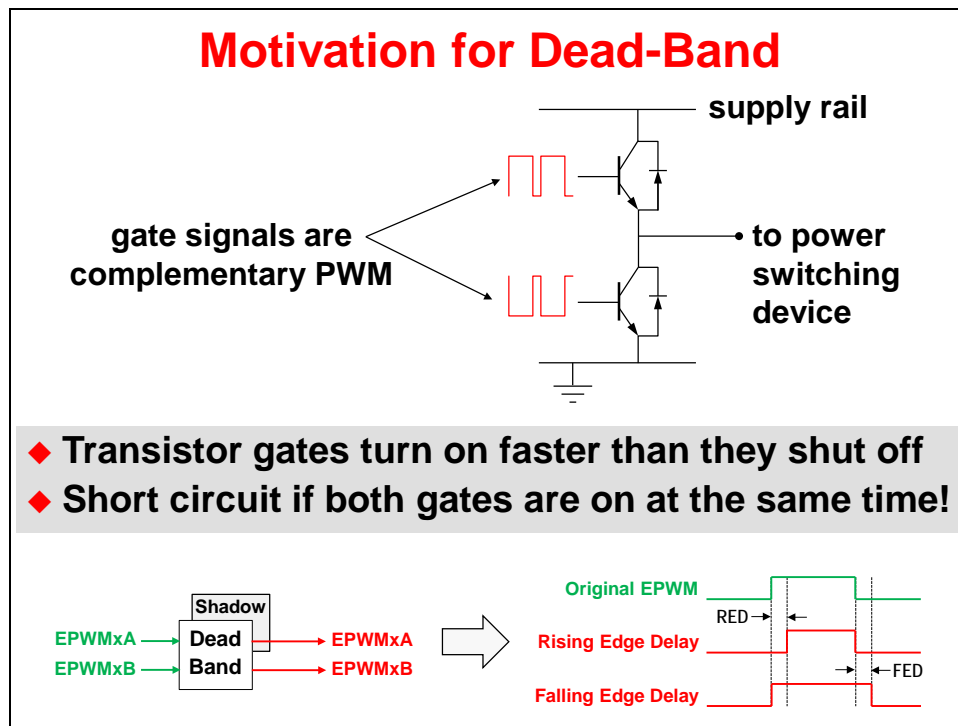 Motivation for Dead-Band
supply rail
gate signals are
complementary PWM
to power
switching
device
◆ Transistor gates turn on faster than they shut off
◆ Short circuit if both gates are on at the same time!
Shadow
EPWMxA
EPWMxB
Dead
Band
EPWMxA
EPWMxB
Original EPWM
RED
Rising Edge Delay
FED
Falling Edge Delay